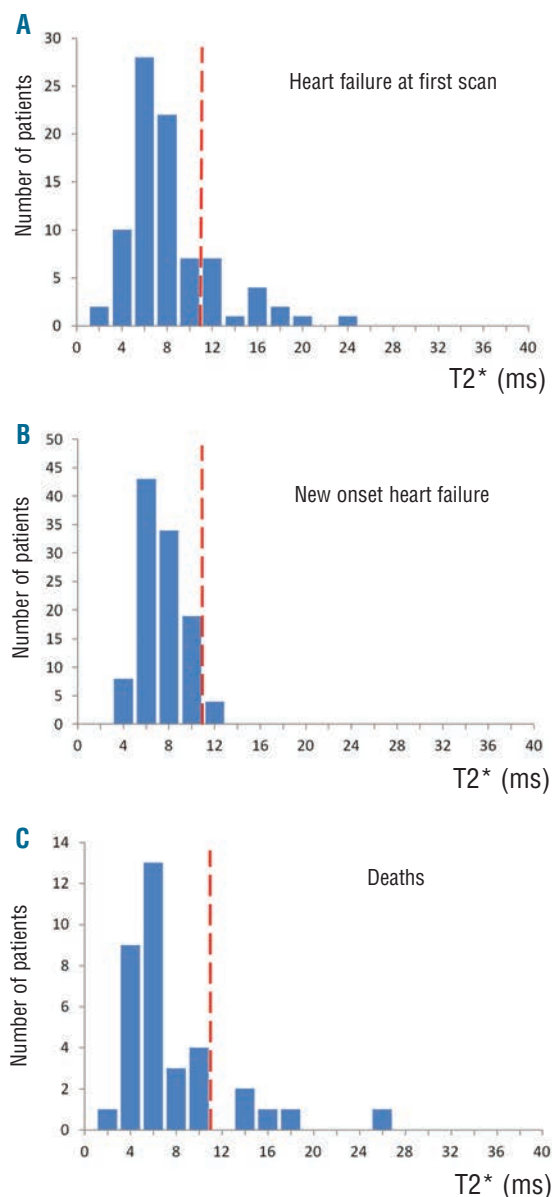 A
Number of patients
30
25
20
15
10
5
0
Heart failure at first scan
0 4 8 12 16 20 24 28 32 36 40
T2* (ms)
B
Number of patients
50
45
40
35
30
25
20
15
10
5
0
New onset heart failure
0 4 8 12 16 20 24 28 32 36 40
T2* (ms)
C
Number of patients
14
12
10
8
6
4
2
0
Deaths
0 4 8 12 16 20 24 28 32 36 40
T2* (ms)